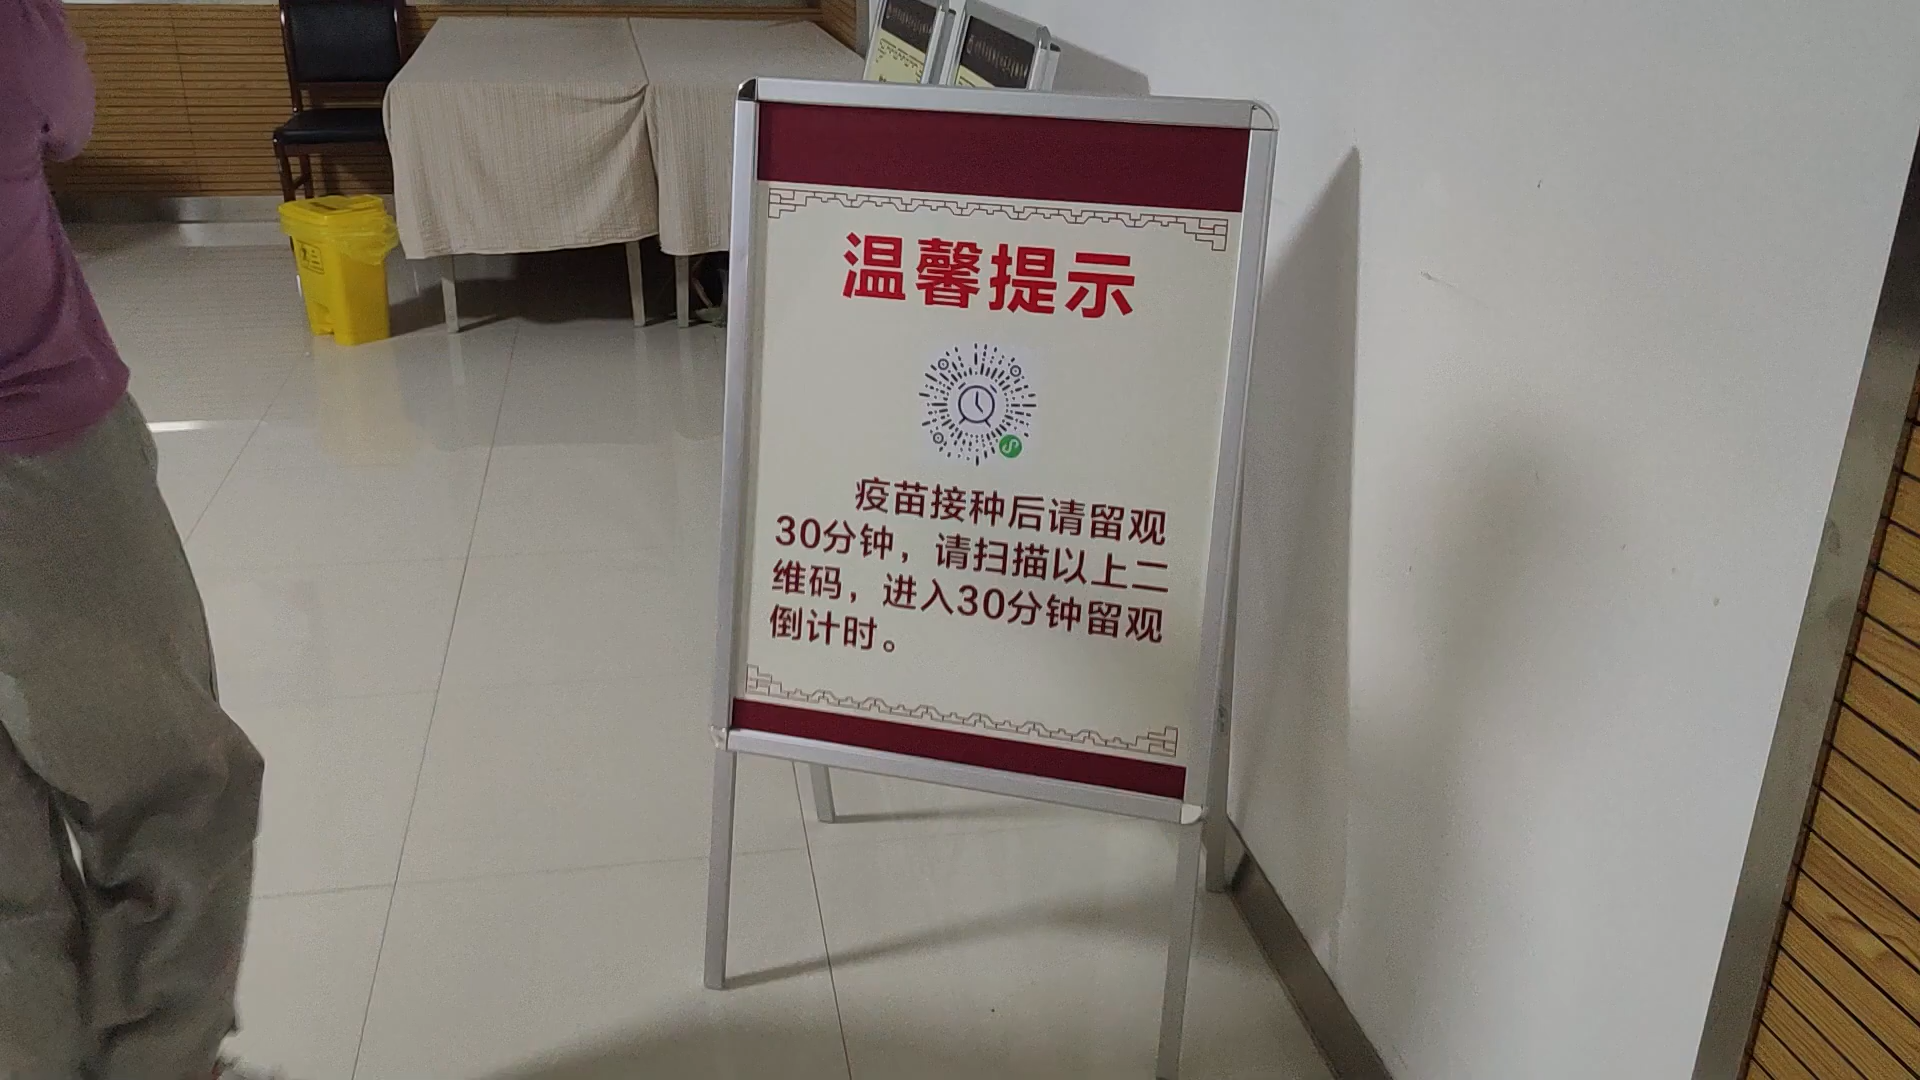 温馨提示
疫苗接种后请留观
30分钟，请扫描以上二
维码，进入30分钟留观
倒计时。